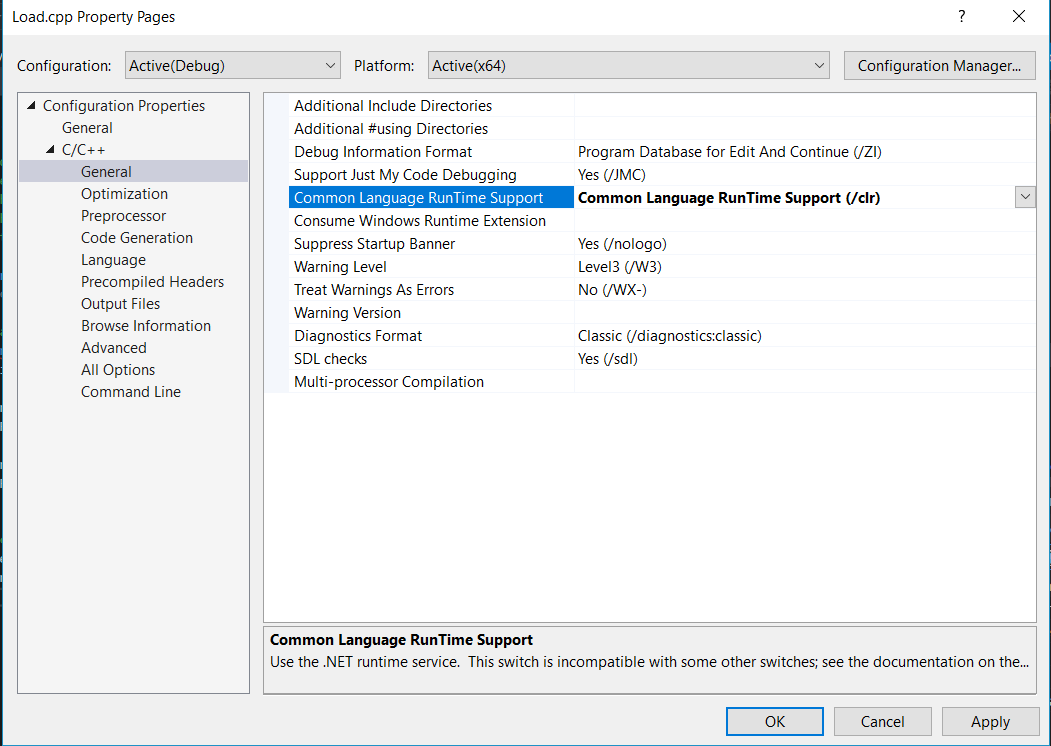 Load.cpp Property Pages
?
Configuration: Active(Debug) Platform: Active(x64) Configuration Manager...
Configuration Properties
General
C/C++
General
Optimization
Preprocessor
Code Generation
Language
Precompiled Headers
Output Files
Browse Information
Advanced
All Options
Command Line
Additional Include Directories
Additional #using Directories
Debug Information Format Program Database for Edit And Continue (/ZI)
Support Just My Code Debugging Yes (/JMC)
Common Language RunTime Support Common Language RunTime Support (/clr)
Consume Windows Runtime Extension
Suppress Startup Banner Yes (/nologo)
Warning Level Level3 (/W3)
Treat Warnings As Errors No (/WX-)
Warning Version
Diagnostics Format Classic (/diagnostics:classic)
SDL checks Yes (/sdl)
Multi-processor Compilation
Common Language RunTime Support
Use the .NET runtime service.  This switch is incompatible with some other switches; see the documentation on the...
OK Cancel Apply